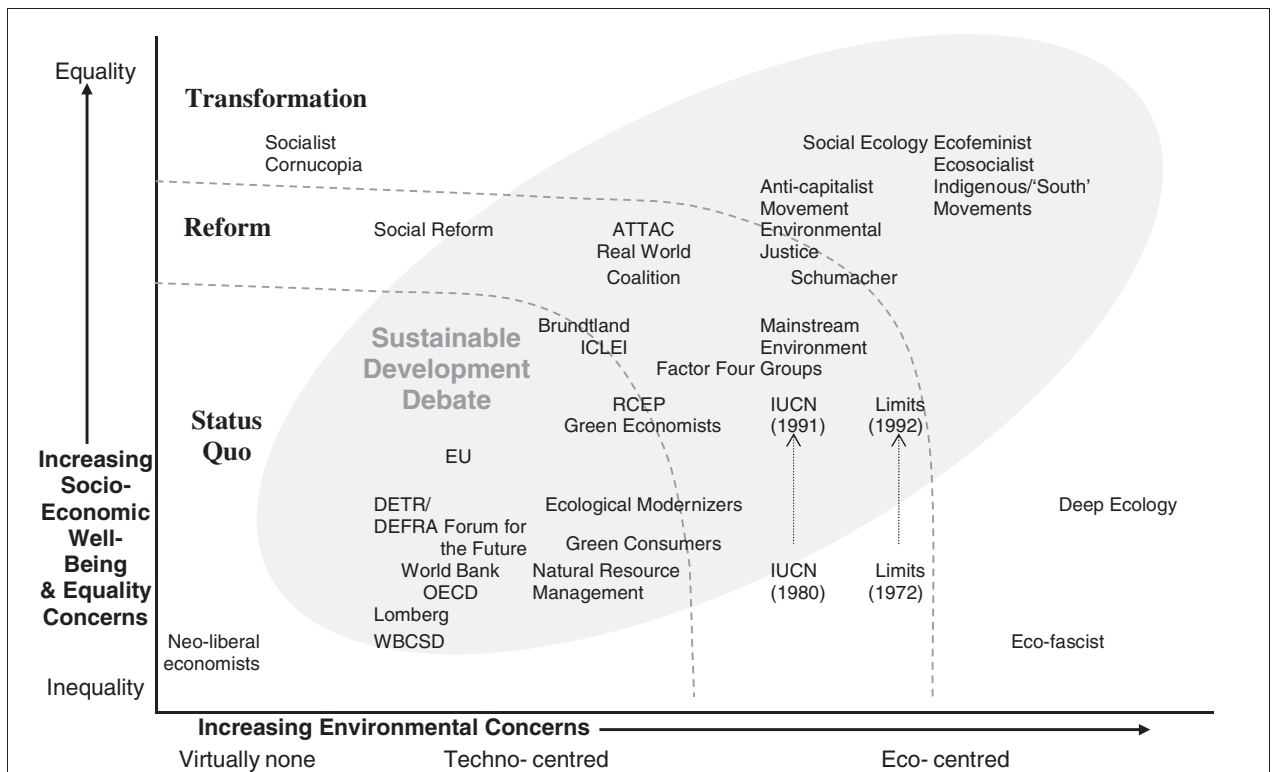 Equality
Transformation
Socialist
Cornucopia
Social Ecology
Ecofeminist
Ecosocialist
Indigenous/‘South’
Movements
Anti-capitalist
Movement
Environmental
Justice
Reform
Social Reform
ATTAC
Real World
Coalition
Schumacher
Sustainable
Development
Debate
Brundtland
ICLEI
Mainstream
Environment
Factor Four Groups
Status
Quo
RCEP
Green Economists
IUCN
(1991)
Limits
(1992)
EU
Increasing
Socio-
Economic
Well-
Being
& Equality
Concerns
DETR/
DEFRA Forum for
the Future
Ecological Modernizers
Deep Ecology
Green Consumers
World Bank
OECD
Natural Resource
Management
IUCN
(1980)
Limits
(1972)
Lomberg
WBCSD
Neo-liberal
economists
Eco-fascist
Inequality
Increasing Environmental Concerns
Virtually none
Techno- centred
Eco- centred